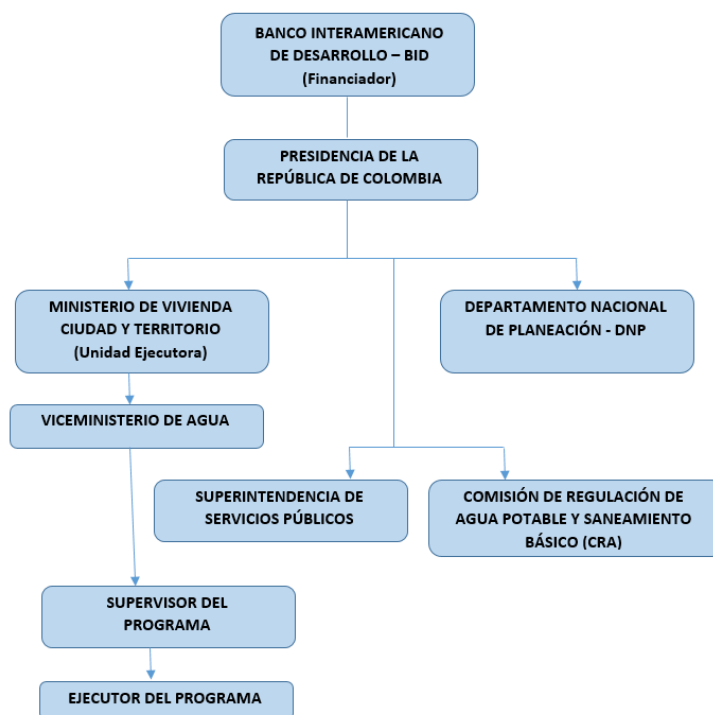 BANCO INTERAMERICANO
DE DESARROLLO – BID
(Financiador)
PRESIDENCIA DE LA
REPÚBLICA DE COLOMBIA
MINISTERIO DE VIVIENDA
CIUDAD Y TERRITORIO
(Unidad Ejecutora)
DEPARTAMENTO NACIONAL
DE PLANEACIÓN - DNP
VICEMINISTERIO DE AGUA
SUPERINTENDENCIA DE
SERVICIOS PÚBLICOS
COMISIÓN DE REGULACIÓN DE
AGUA POTABLE Y SANEAMIENTO
BÁSICO (CRA)
SUPERVISOR DEL
PROGRAMA
EJECUTOR DEL PROGRAMA